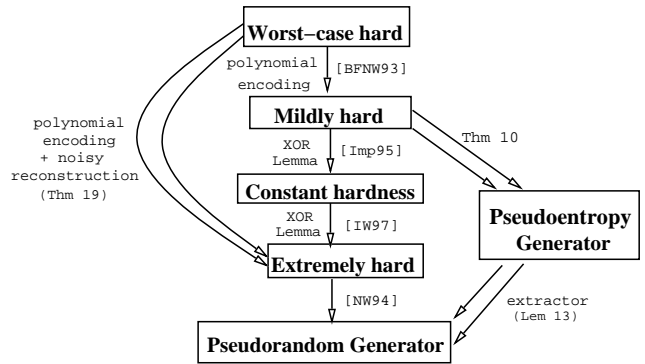 Worst-case hard
polynomial
encoding
[BFNW93]
Mildly hard
polynomial
encoding
+ noisy
reconstruction
(Thm 19)
XOR
Lemma
[Imp95]
Thm 10
Constant hardness
XOR
Lemma
[IW97]
Pseudoentropy
Generator
Extremely hard
[NW94]
extractor
(Lem 13)
Pseudorandom Generator